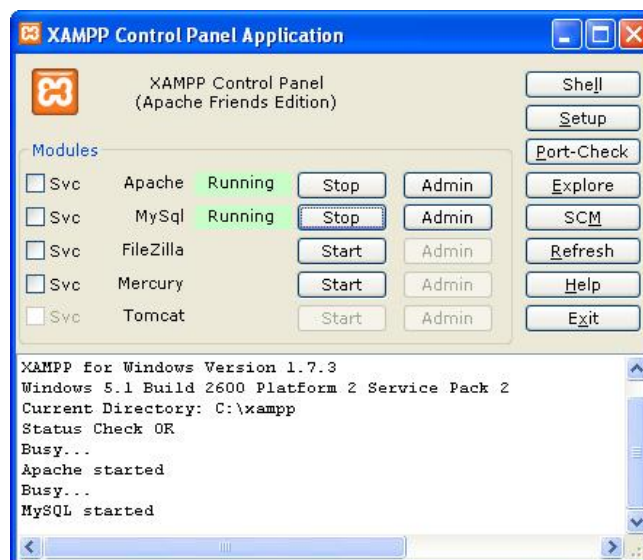 XAMPP Control Panel Application
XAMPP Control Panel
(Apache Friends Edition)
Shell
Setup
Port-Check
Explore
SCM
Refresh
Help
Exit
Modules
Svc Apache Running Stop Admin
Svc MySql Running Stop Admin
Svc FileZilla Start Admin
Svc Mercury Start Admin
Svc Tomcat Start Admin
XAMPP for Windows Version 1.7.3
Windows 5.1 Build 2600 Platform 2 Service Pack 2
Current Directory: C:\xampp
Status Check OR
Busy...
Apache started
Busy...
MySQL started